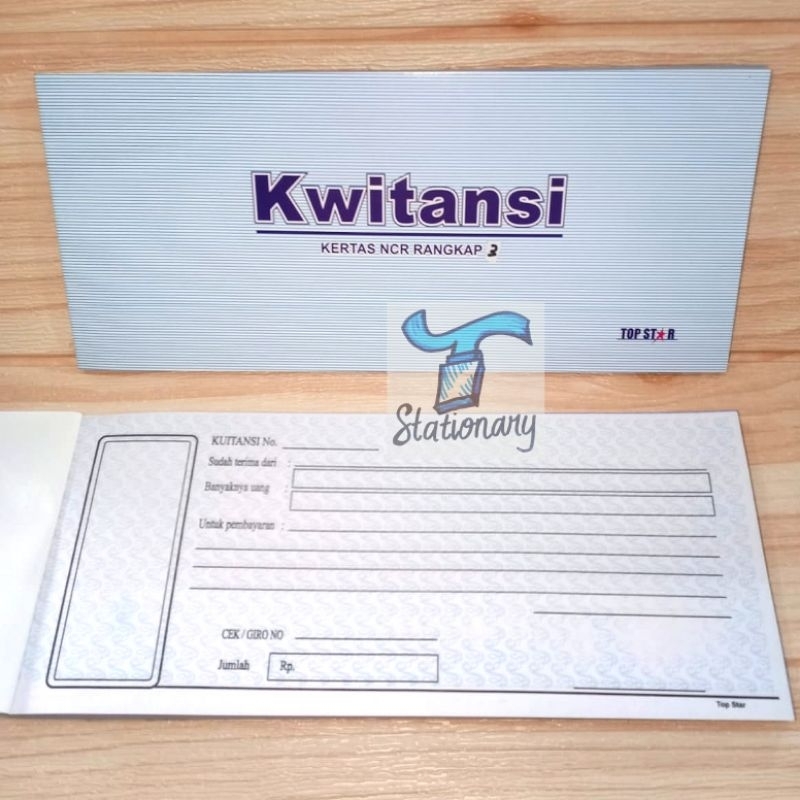 Kwitansi
KERTAS NCR RANGKAP 3
TOP STAR
Stationary
KUITANSI No.
Sudah terima dari :
Banyaknya uang :
Untuk pembayaran :
CEK / GIRO NO
Jumlah Rp.
Top Star